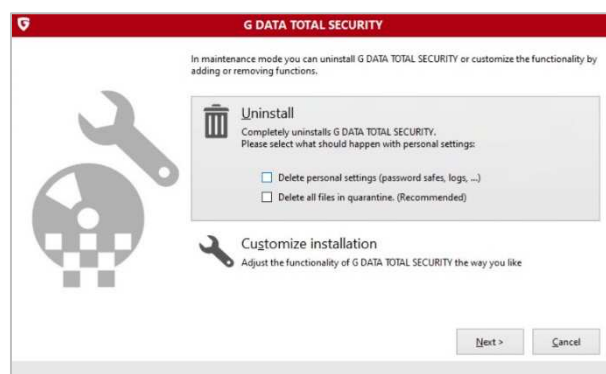 G DATA TOTAL SECURITY
In maintenance mode you can uninstall G DATA TOTAL SECURITY or customize the functionality by
adding or removing functions.
Uninstall
Completely uninstalls G DATA TOTAL SECURITY.
Please select what should happen with personal settings:
Delete personal settings (password safes, logs, ...)
Delete all files in quarantine. (Recommended)
Customize installation
Adjust the functionality of G DATA TOTAL SECURITY the way you like
Next >
Cancel